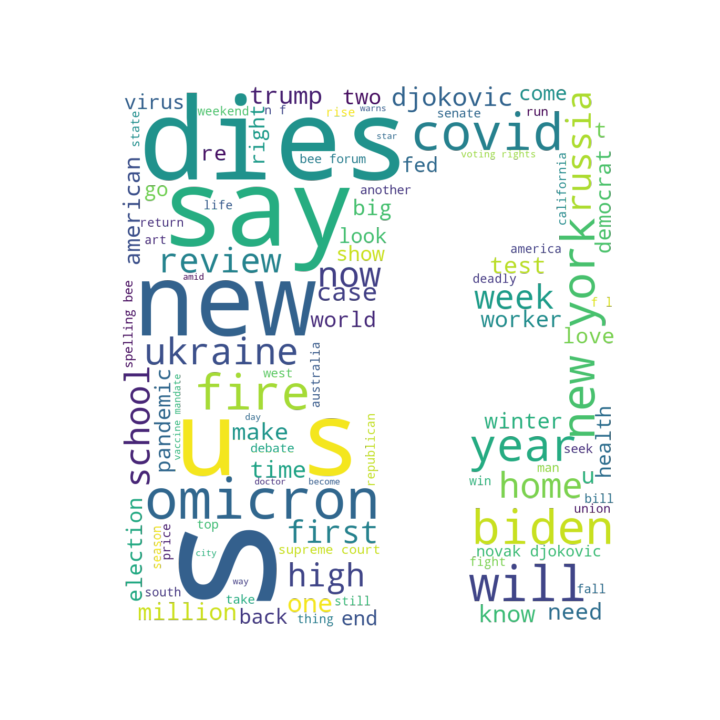 dies
virus
weekend
n f
trump
two
rise
warns
djokovic
come
senate
run
covid
voting rights
russia
rt
state
re
right
bee forum
star
fed
california
democrat
american
go
life
say
another
big
return
art
look
show
america
test
deadly
new york
review
now
amid
case
new
world
week
worker
f l
love
spelling bee
ukraine
australia
west
school
pandemic
vaccine mandate
fire
day
make
debate
republican
u s
time
doctor
become
winter
year
seek
health
man
win
home
u
bill
union
omicron
biden
first
top
supreme court
novak djokovic
election
season
price
city
s
fight
high
will
fall
south
way
take
one
still
million
back
thing
end
know
need